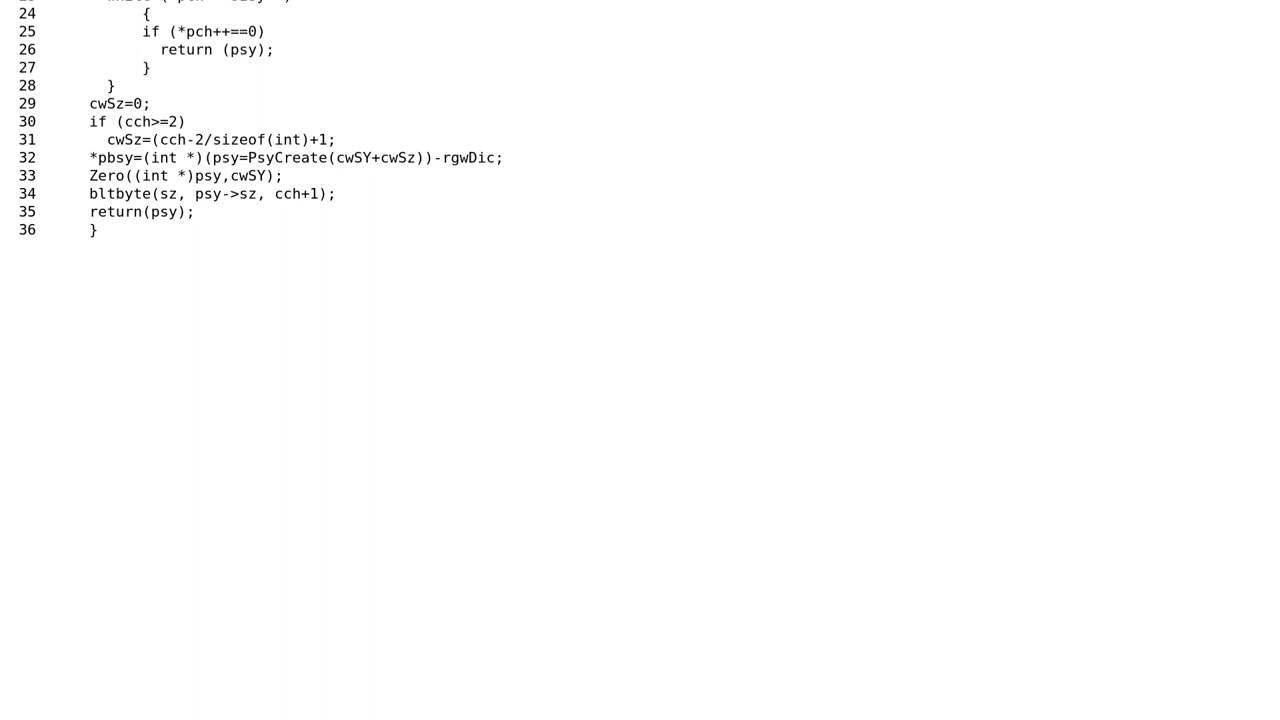 24 {
25 if (*pch++==0)
26 return (psy);
27 }
28 }
29 cwSz=0;
30 if (cch>=2)
31 cwSz=(cch-2/sizeof(int)+1;
32 *pbsy=(int *)(psy=PsyCreate(cwSY+cwSz))-rgwDic;
33 Zero((int *)psy,cwSY);
34 bltbyte(sz, psy->sz, cch+1);
35 return(psy);
36 }